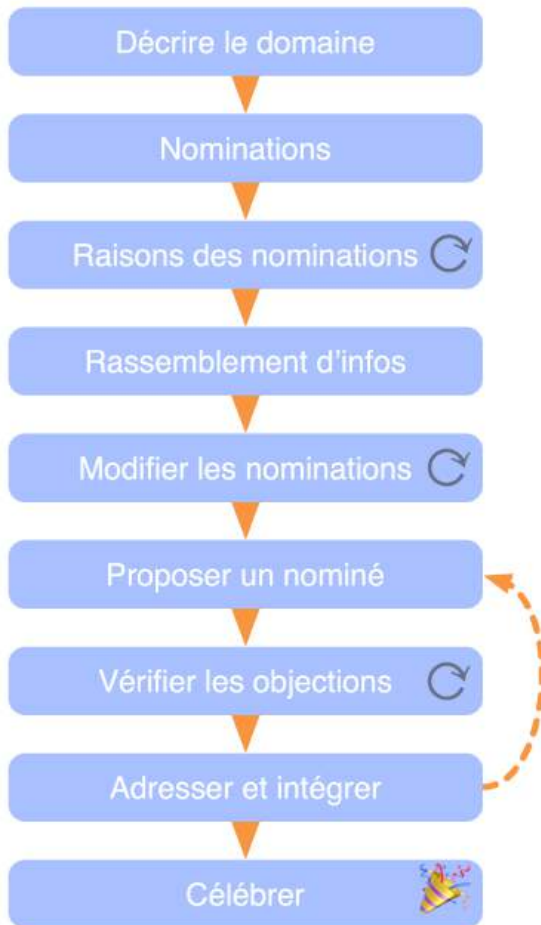 Décrire le domaine
Nominations
Raisons des nominations
Rassemblement d'infos
Modifier les nominations
Proposer un nominé
Vérifier les objections
Adresser et intégrer
Célébrer